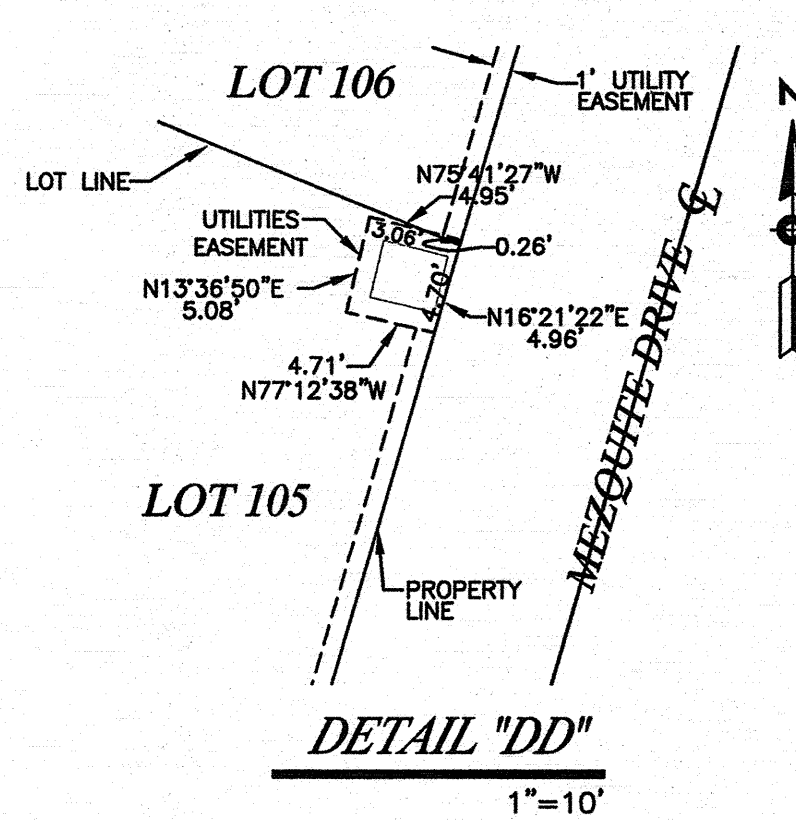 LOT 106
1' UTILITY
EASEMENT
N
LOT LINE
N75°41'27"W
4.95'
UTILITIES
EASEMENT
3.06'
0.26'
N13°36'50"E
5.08'
4.70'
N16°21'22"E
4.96'
4.71'
N77°12'38"W
MEZQUITE DRIVE ℄
LOT 105
PROPERTY
LINE
DETAIL "DD"
1"=10'